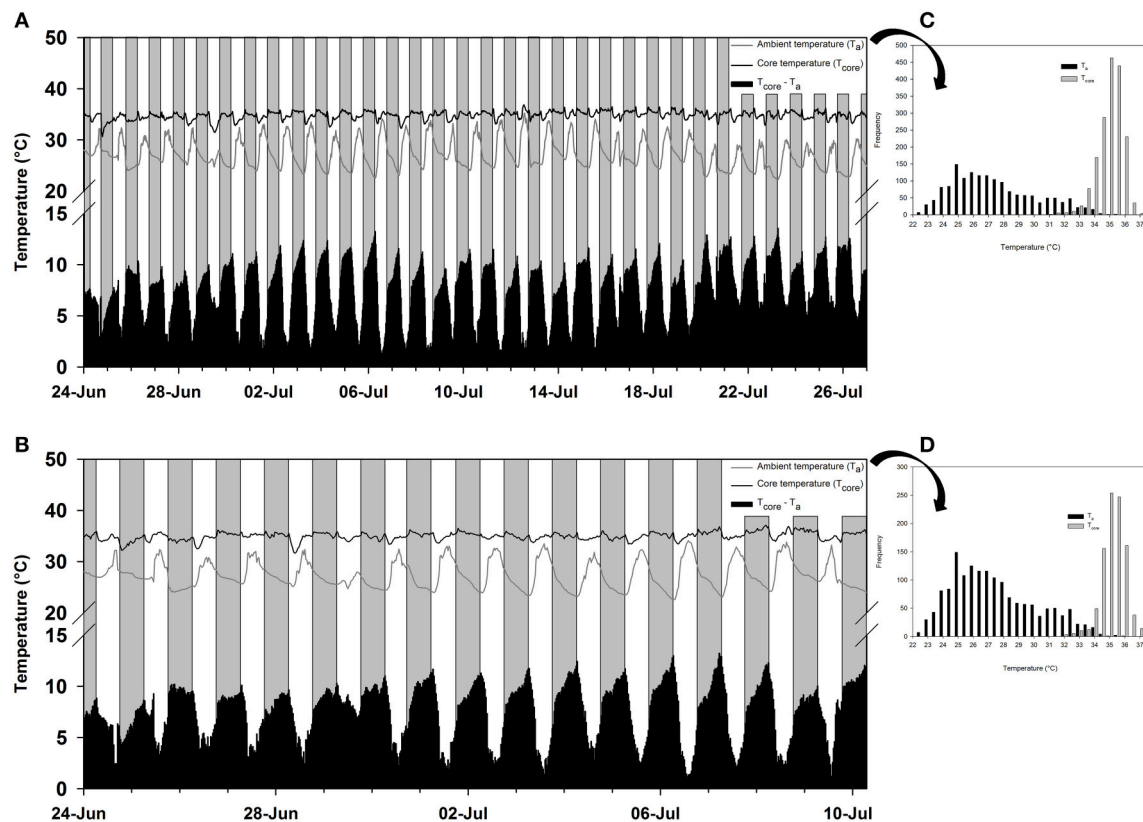 A
50
40
30
20
15
10
5
0
Temperature (°C)
Ambient temperature (Ta)
Core temperature (Tcore)
Tcore - Ta
24-Jun 28-Jun 02-Jul 06-Jul 10-Jul 14-Jul 18-Jul 22-Jul 26-Jul
C
500
450
400
350
300
250
200
150
100
50
0
Frequency
Ta
Tcore
22 23 24 25 26 27 28 29 30 31 32 33 34 35 36 37
Temperature (°C)
B
50
40
30
20
15
10
5
0
Temperature (°C)
Ambient temperature (Ta)
Core temperature (Tcore)
Tcore - Ta
24-Jun 28-Jun 02-Jul 06-Jul 10-Jul
D
300
250
200
150
100
50
0
Frequency
Ta
Tcore
22 23 24 25 26 27 28 29 30 31 32 33 34 35 36 37
Temperature (°C)